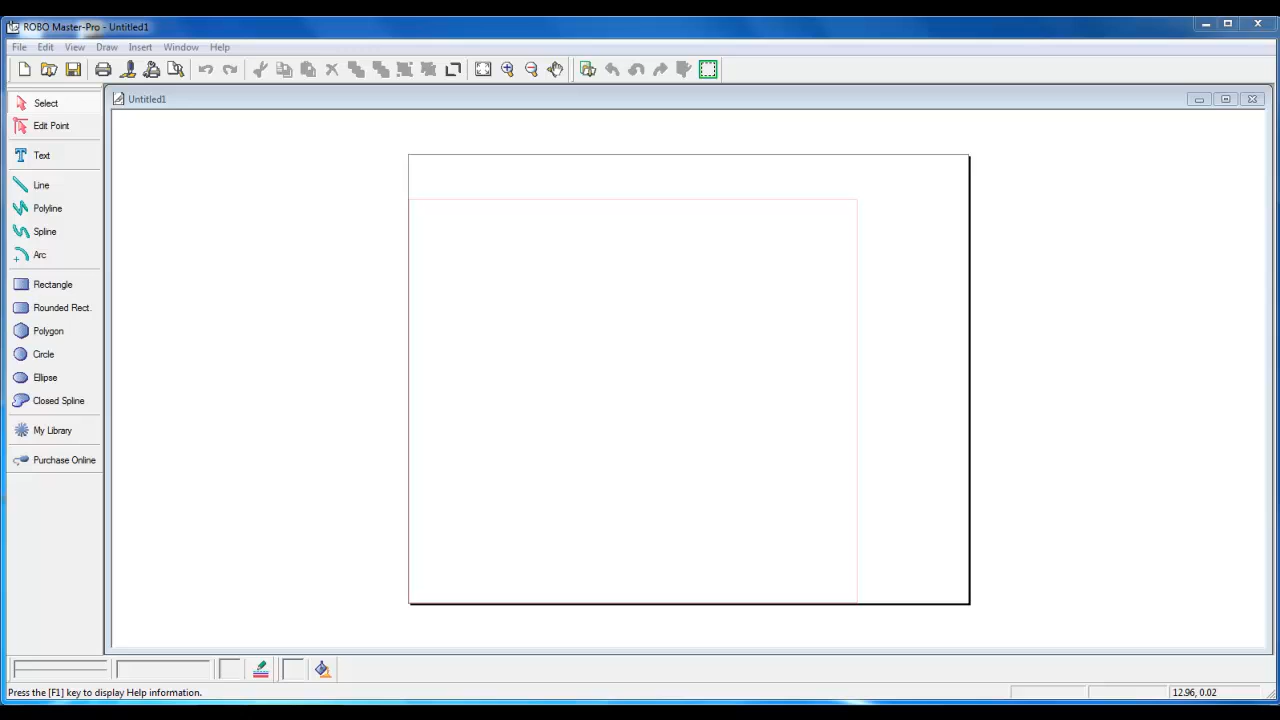 ROBO Master-Pro - Untitled1
File Edit View Draw Insert Window Help
Untitled1
Select
Edit Point
Text
Line
Polyline
Spline
Arc
Rectangle
Rounded Rect.
Polygon
Circle
Ellipse
Closed Spline
My Library
Purchase Online
Press the [F1] key to display Help information.
12.96, 0.02